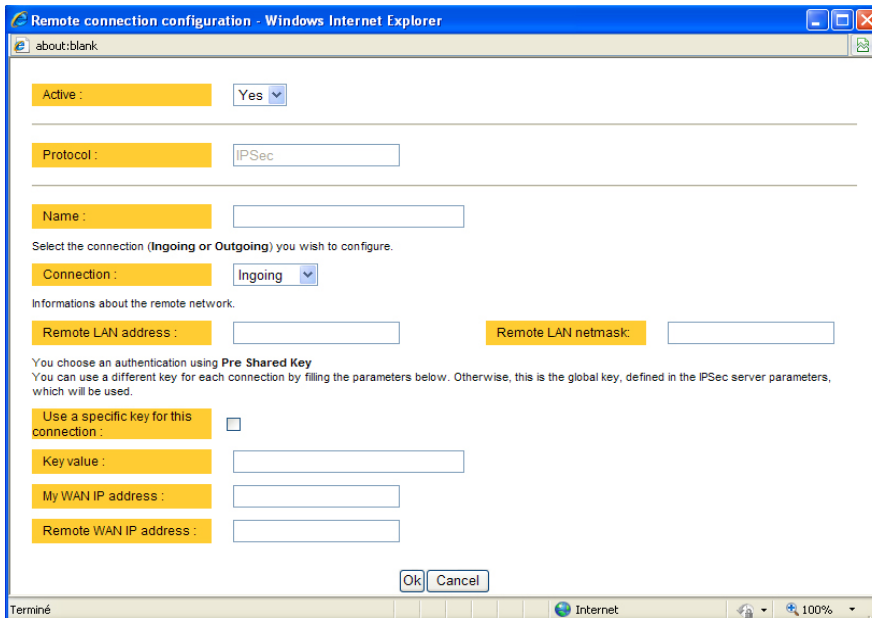 Remote connection configuration - Windows Internet Explorer
about:blank
Active :
Yes
Protocol :
IPSec
Name :
Select the connection (Ingoing or Outgoing) you wish to configure.
Connection :
Ingoing
Informations about the remote network.
Remote LAN address :
Remote LAN netmask:
You choose an authentication using Pre Shared Key
You can use a different key for each connection by filling the parameters below. Otherwise, this is the global key, defined in the IPSec server parameters,
which will be used.
Use a specific key for this
connection :
Key value :
My WAN IP address :
Remote WAN IP address :
Ok Cancel
Terminé Internet 100%